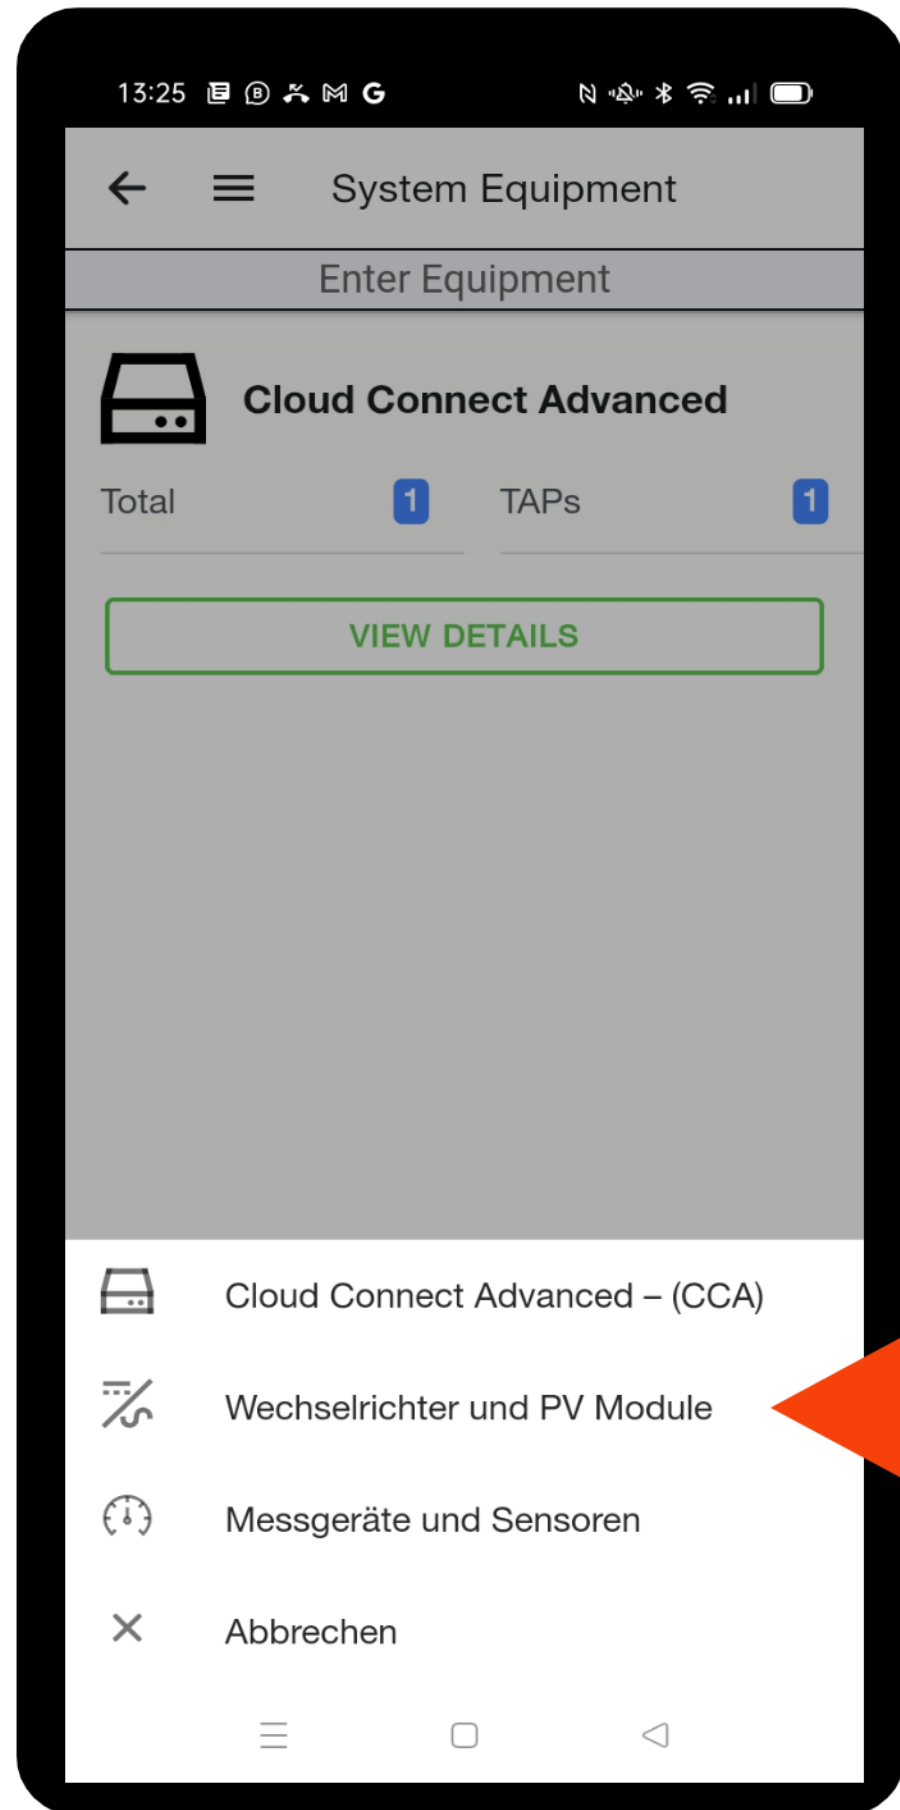 13:25
System Equipment
Enter Equipment
Cloud Connect Advanced
Total 1 TAPs 1
VIEW DETAILS
Cloud Connect Advanced – (CCA)
Wechselrichter und PV Module
Messgeräte und Sensoren
Abbrechen